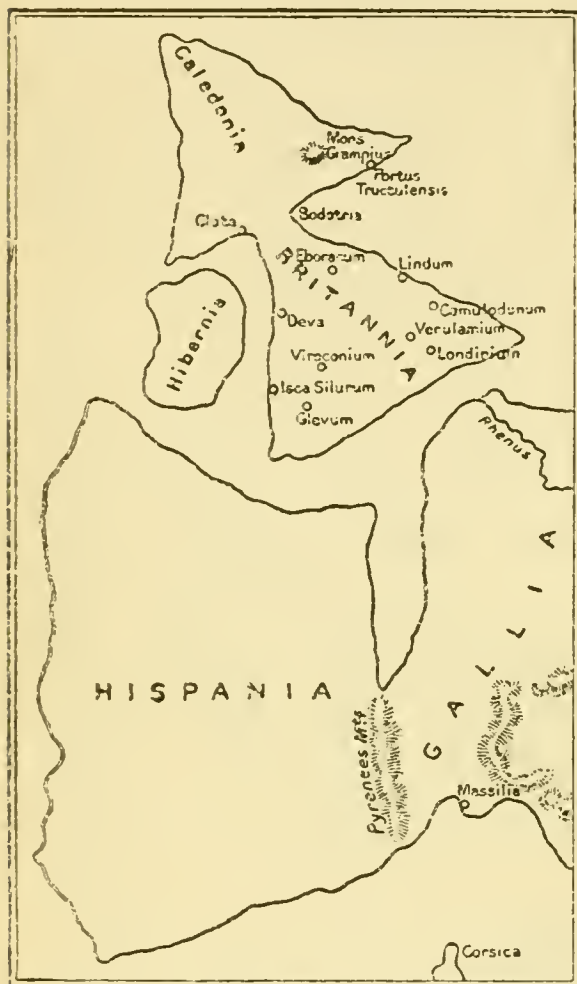 Caledonia
Mons
Grampius
Portus
Trucculensis
Bodotria
Clota
Eboracum
Lindum
BRITANNIA
Hibernia
Deva
Camulodunum
Verulamium
Viroconium
Londinium
Isca Silurum
Glevum
Rhenus
GALLIA
HISPANIA
Pyrenees Mts
Massilia
Corsica